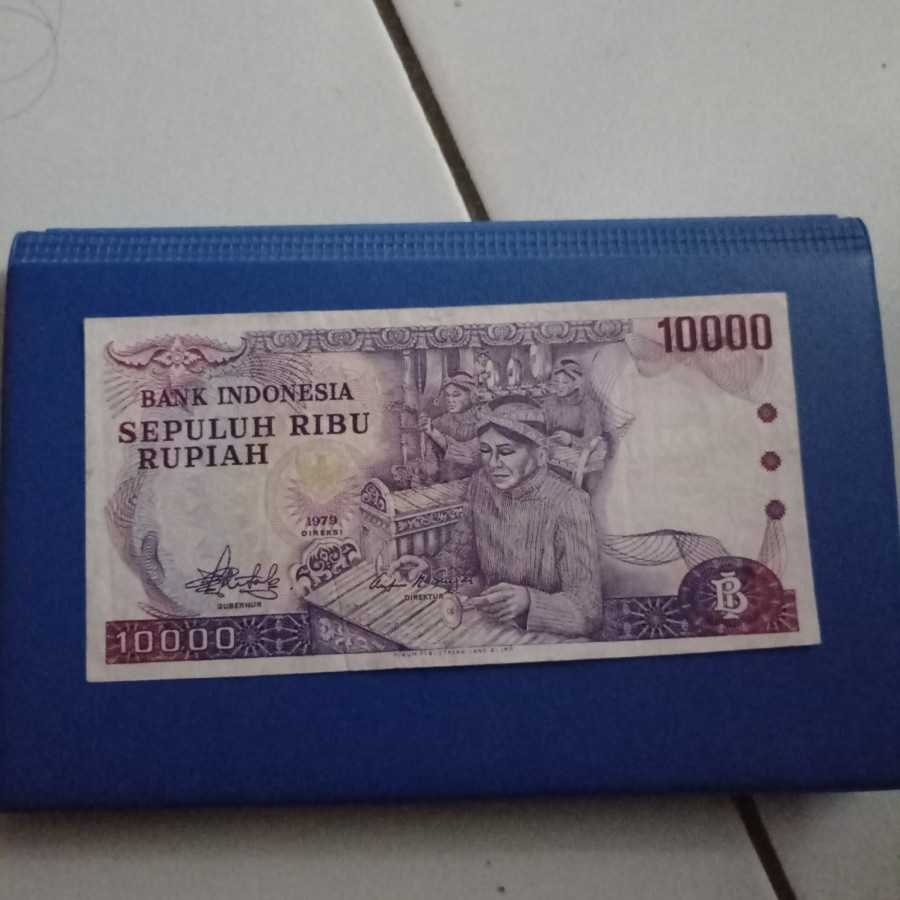 10000
BANK INDONESIA
SEPULUH RIBU
RUPIAH
1979
DIREKSI
GUBERNUR
DIREKTUR
10000